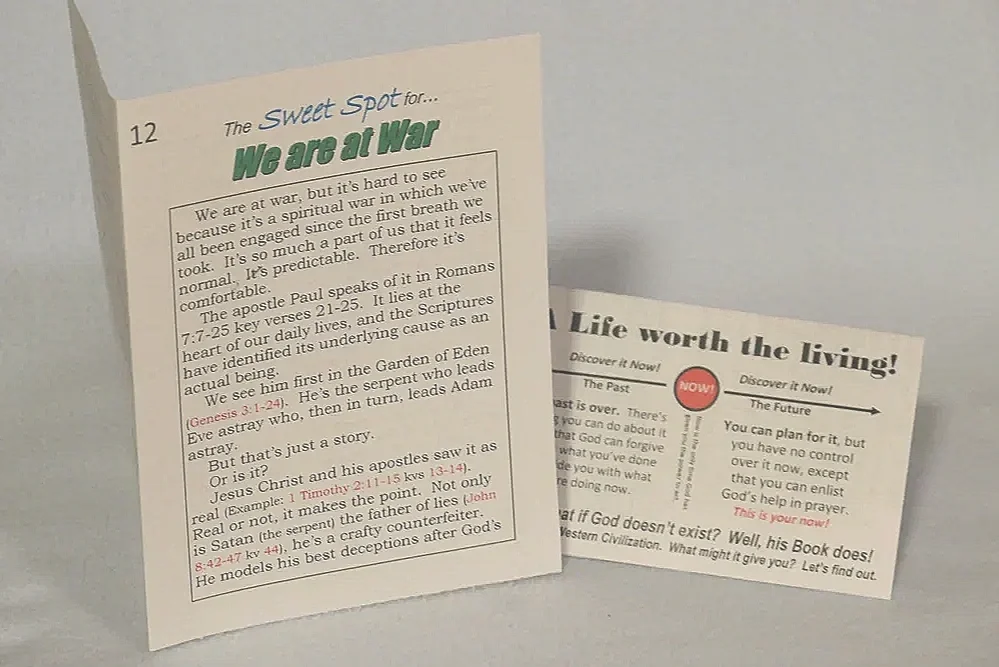 12
The Sweet Spot for...
We are at War
We are at war, but it's hard to see
because it's a spiritual war in which we've
all been engaged since the first breath we
took. It's so much a part of us that it feels
normal. It's predictable. Therefore it's
comfortable.
The apostle Paul speaks of it in Romans
7:7-25 key verses 21-25. It lies at the
heart of our daily lives, and the Scriptures
have identified its underlying cause as an
actual being.
We see him first in the Garden of Eden
(Genesis 3:1-24). He's the serpent who leads
Eve astray who, then in turn, leads Adam
astray.
But that's just a story.
Or is it?
Jesus Christ and his apostles saw it as
real (Example: 1 Timothy 2:11-15 kvs 13-14).
Real or not, it makes the point. Not only
is Satan (the serpent) the father of lies (John
8:42-47 kv 44), he's a crafty counterfeiter.
He models his best deceptions after God's
A Life worth the living!
Discover it Now!
The Past
NOW!
Discover it Now!
The Future
ast is over. There's
you can do about it
that God can forgive
what you've done
de you with what
re doing now.
Now is the only time God has
given you the power to act.
You can plan for it, but
you have no control
over it now, except
that you can enlist
God's help in prayer.
This is your now!
at if God doesn't exist? Well, his Book does!
Western Civilization. What might it give you? Let's find out.